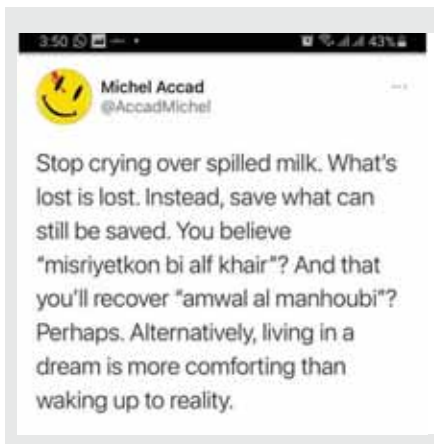 3:50
43%
Michel Accad
@AccadMichel
Stop crying over spilled milk. What's
lost is lost. Instead, save what can
still be saved. You believe
"misriyetkon bi alf khair"? And that
you'll recover "amwal al manhoubi"?
Perhaps. Alternatively, living in a
dream is more comforting than
waking up to reality.